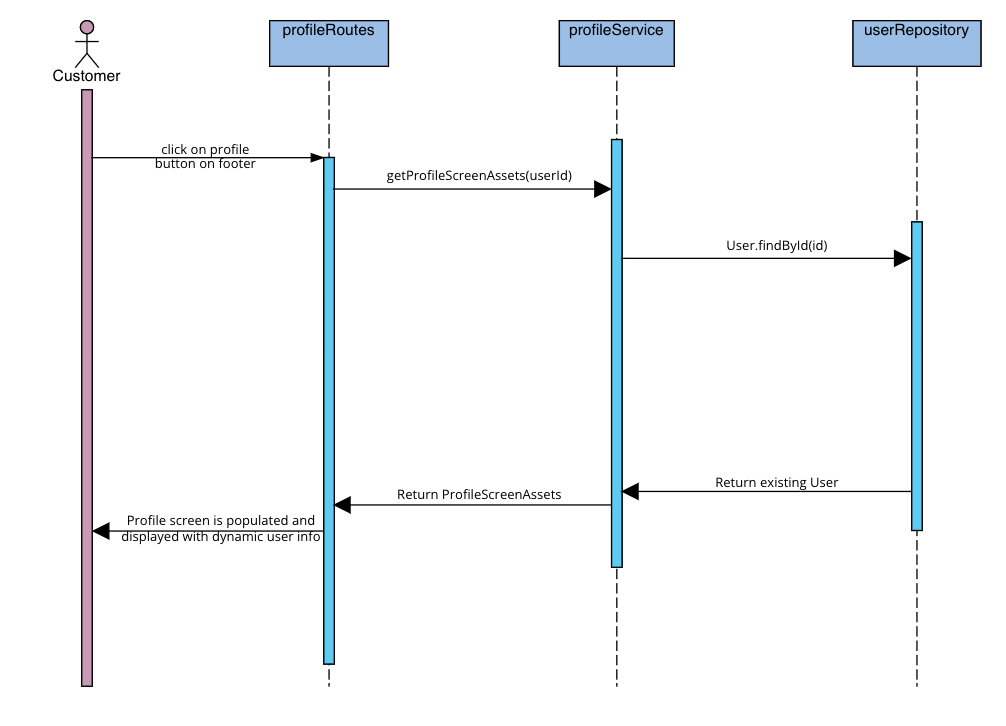 profileRoutes
profileService
userRepository
Customer
click on profile
button on footer
getProfileScreenAssets(userId)
User.findById(id)
Return existing User
Return ProfileScreenAssets
Profile screen is populated and
displayed with dynamic user info